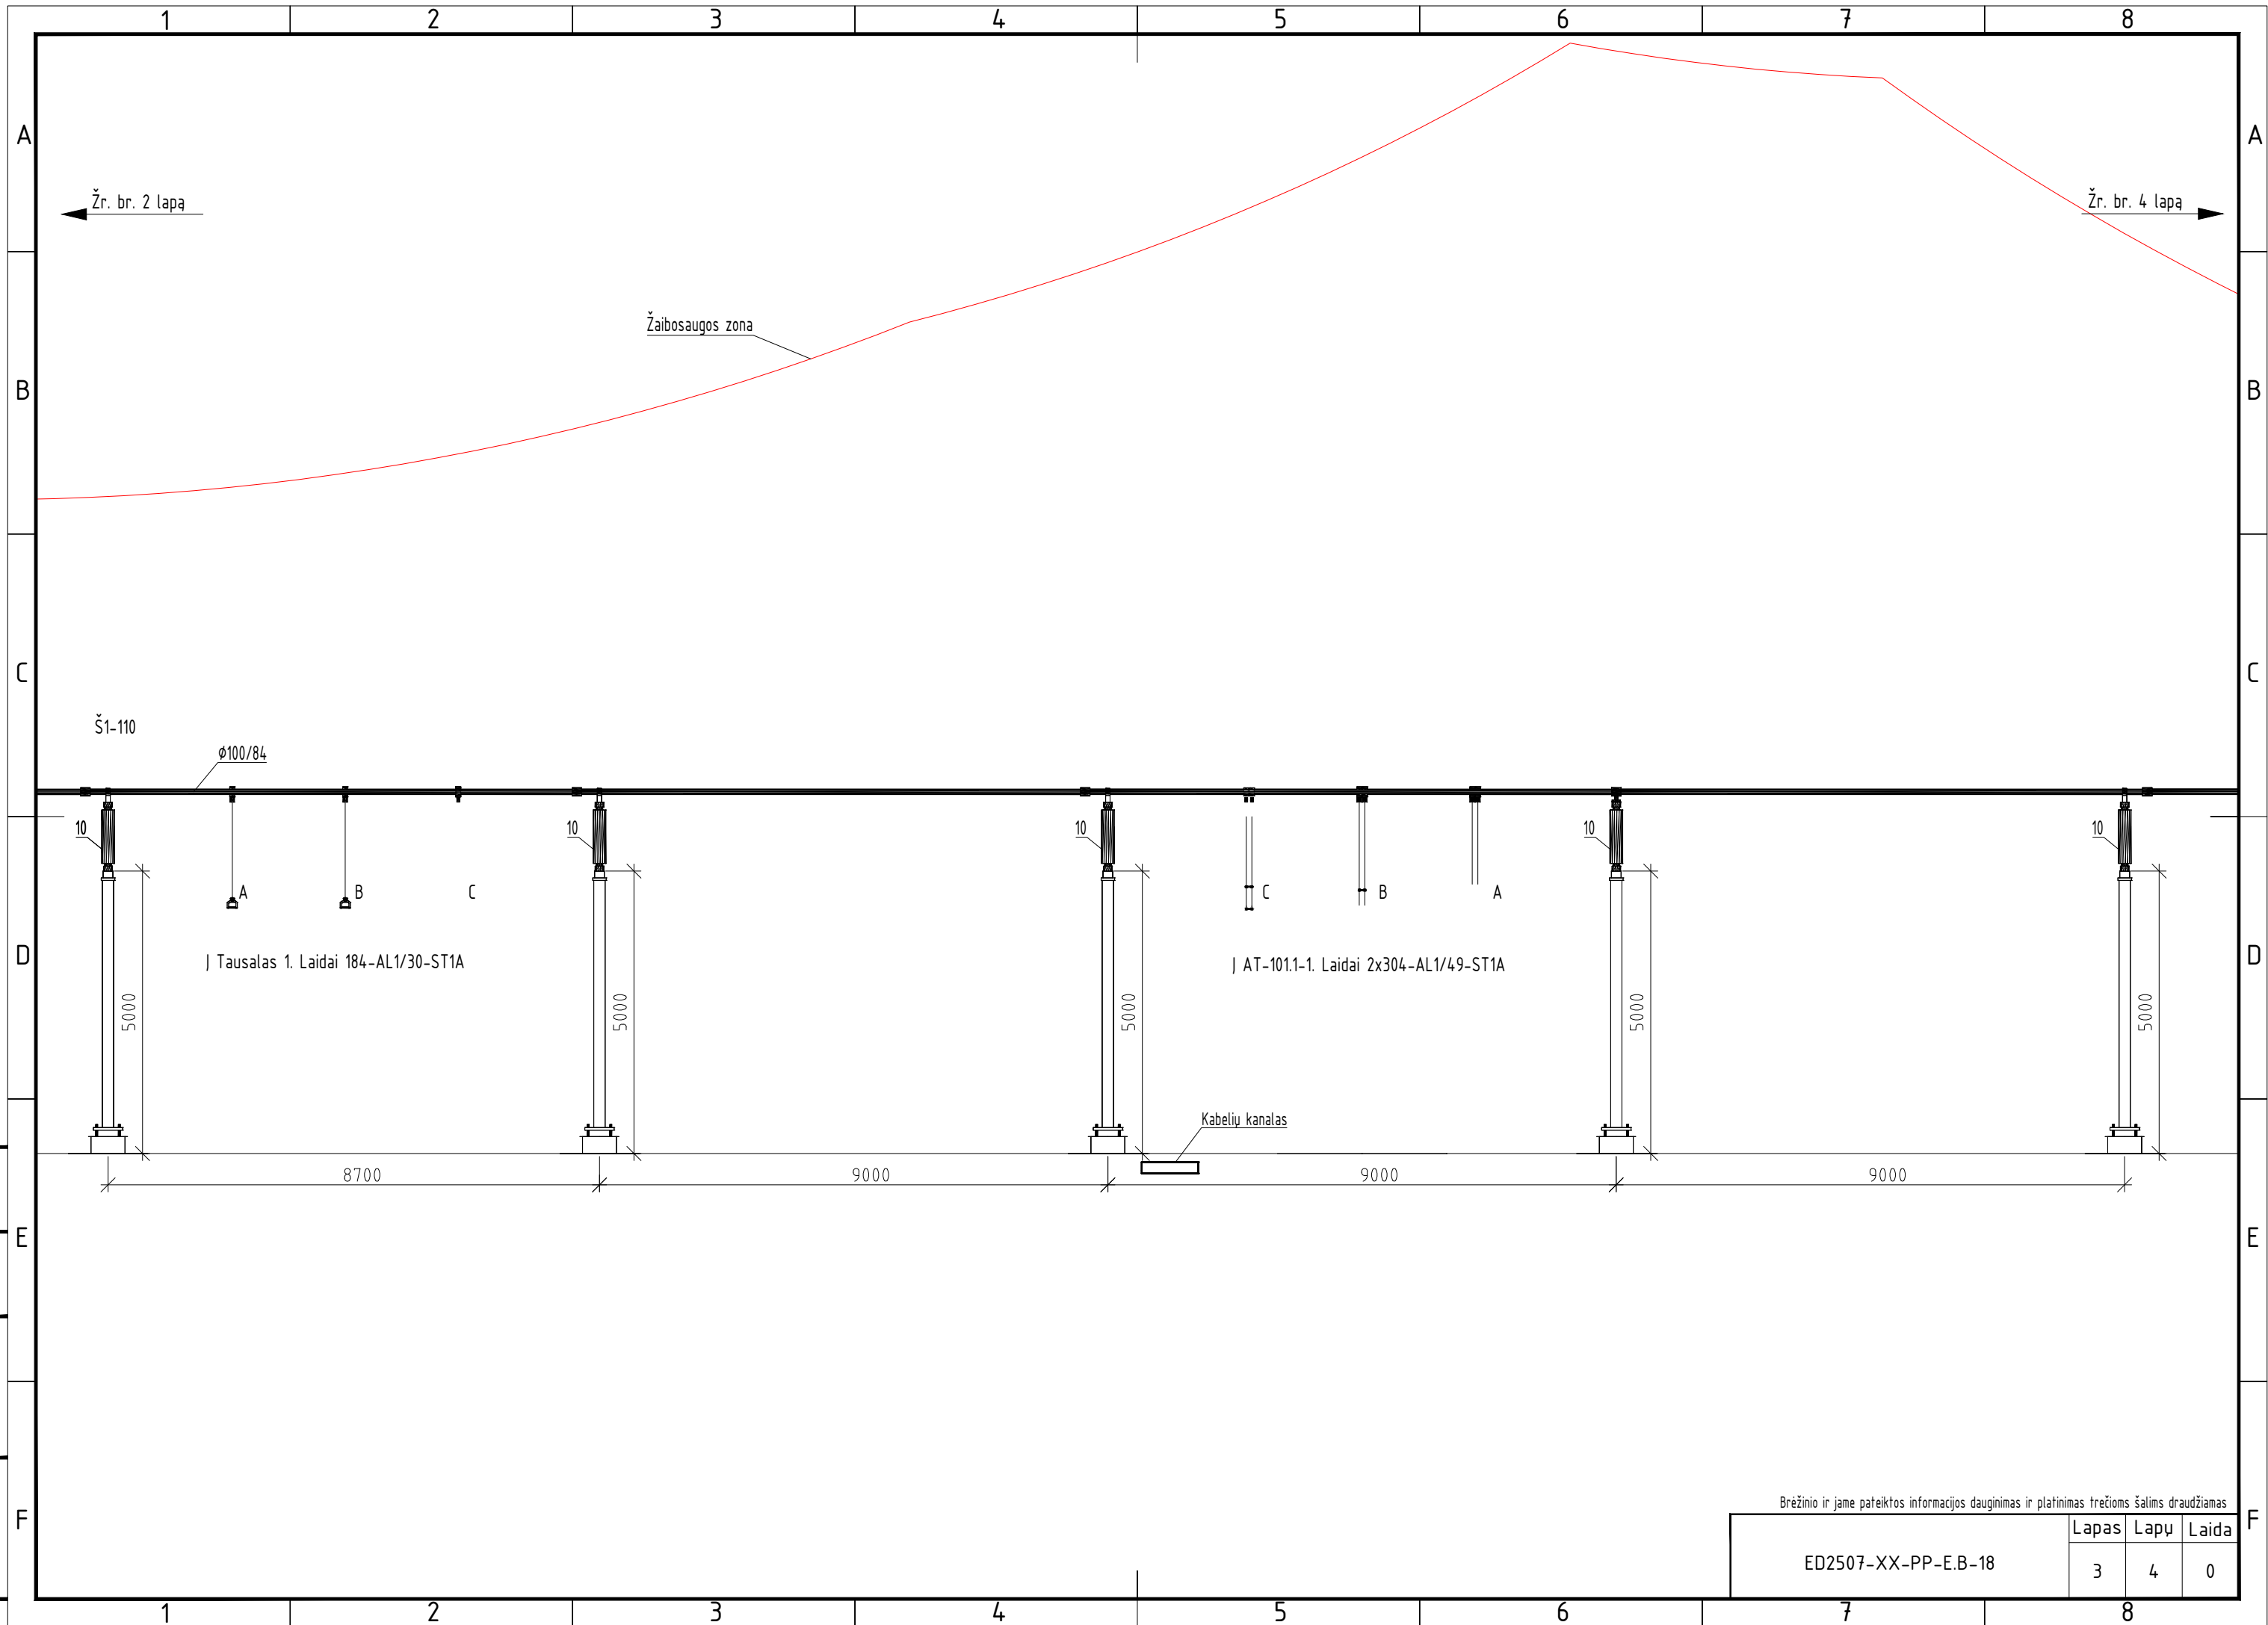 1 2 3 4 5 6 7 8
A A
Žr. br. 2 lapą Žr. br. 4 lapą
Žaibosaugos zona
B B
C C
Š1-110
ϕ100/84
10 10 10 10 10
A B C C B A
D D
Į Tausalas 1. Laidai 184-AL1/30-ST1A Į AT-101.1-1. Laidai 2x304-AL1/49-ST1A
5000 5000 5000 5000 5000
Kabelių kanalas
8700 9000 9000 9000
E E
Brėžinio ir jame pateiktos informacijos dauginimas ir platinimas trečioms šalims draudžiamas
F F
Lapas Lapų Laida
ED2507-XX-PP-E.B-18
3 4 0
1 2 3 4 5 6 7 8